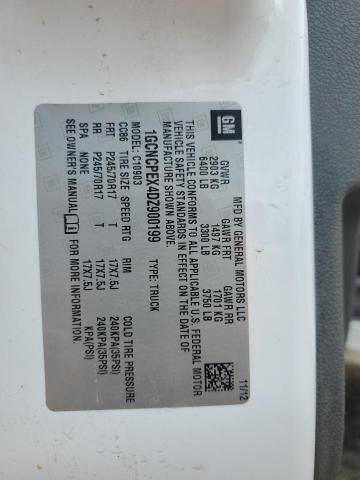 GM
MFD BY GENERAL MOTORS LLC
GVWR GAWR FRT GAWR RR
2903 KG 1497 KG 1701 KG
6400 LB 3300 LB 3750 LB
11/12
THIS VEHICLE CONFORMS TO ALL APPLICABLE U.S. FEDERAL MOTOR
VEHICLE SAFETY STANDARDS IN EFFECT ON THE DATE OF
MANUFACTURE SHOWN ABOVE.
1GCNCPEX4DZ900199 TYPE: TRUCK
MODEL: C10903
CC86 TIRE SIZE SPEED RTG RIM COLD TIRE PRESSURE
FRT P245/70R17 T 17X7.5J 240KPA(35PSI)
RR P245/70R17 T 17X7.5J 240KPA(35PSI)
SPA NONE KPA(PSI)
SEE OWNER'S MANUAL FOR MORE INFORMATION.